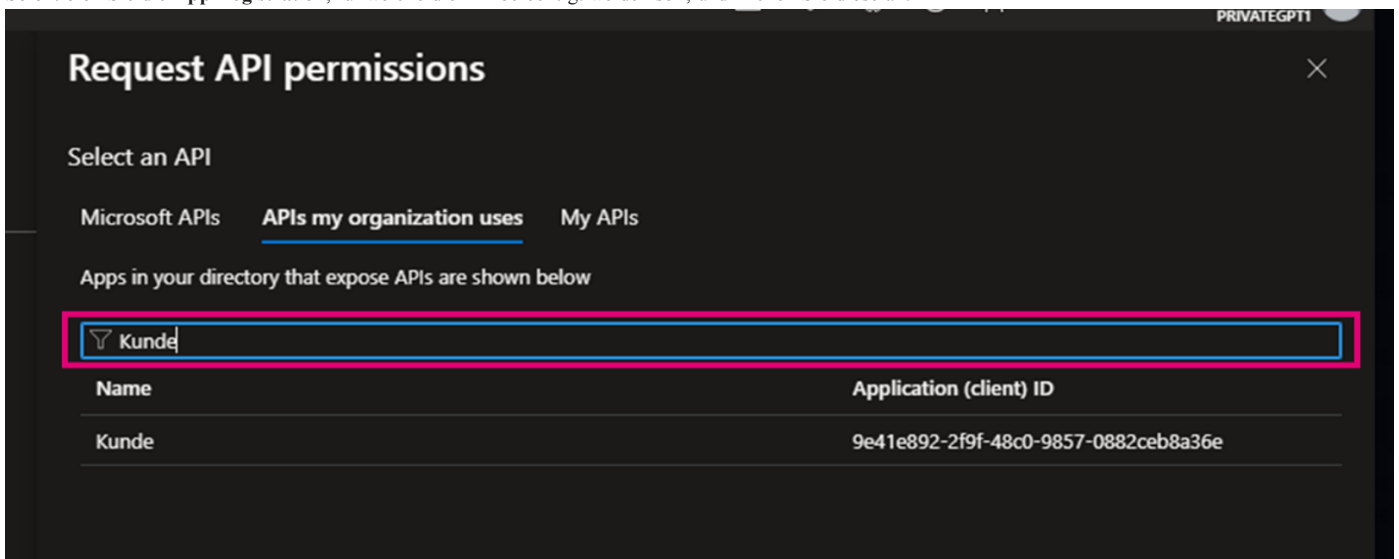 PRIVATEGPT1
Request API permissions
Select an API
Microsoft APIs APIs my organization uses My APIs
Apps in your directory that expose APIs are shown below
Kunde
Name Application (client) ID
Kunde 9e41e892-2f9f-48c0-9857-0882ceb8a36e